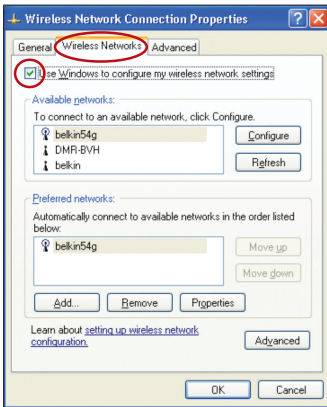 Wireless Network Connection Properties
General Wireless Networks Advanced
Use Windows to configure my wireless network settings
Available networks:
To connect to an available network, click Configure.
belkin54g
DMR-BVH
belkin
Configure
Refresh
Preferred networks:
Automatically connect to available networks in the order listed
below:
belkin54g
Move up
Move down
Add... Remove Properties
Learn about setting up wireless network
configuration.
Advanced
OK Cancel